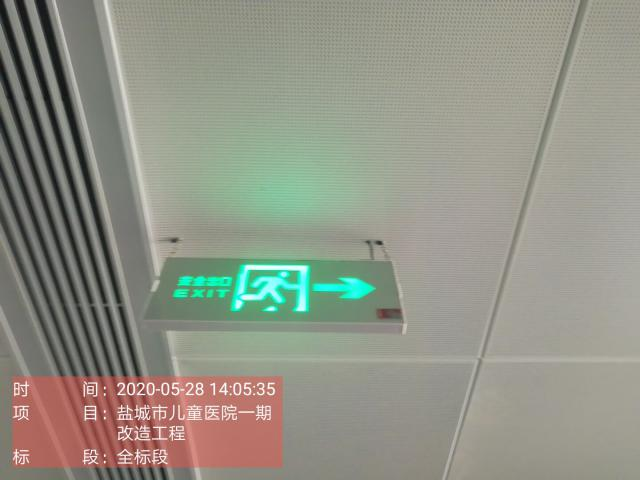 安全出口
EXIT
时 间：2020-05-28 14:05:35
项 目：盐城市儿童医院一期
改造工程
标 段：全标段